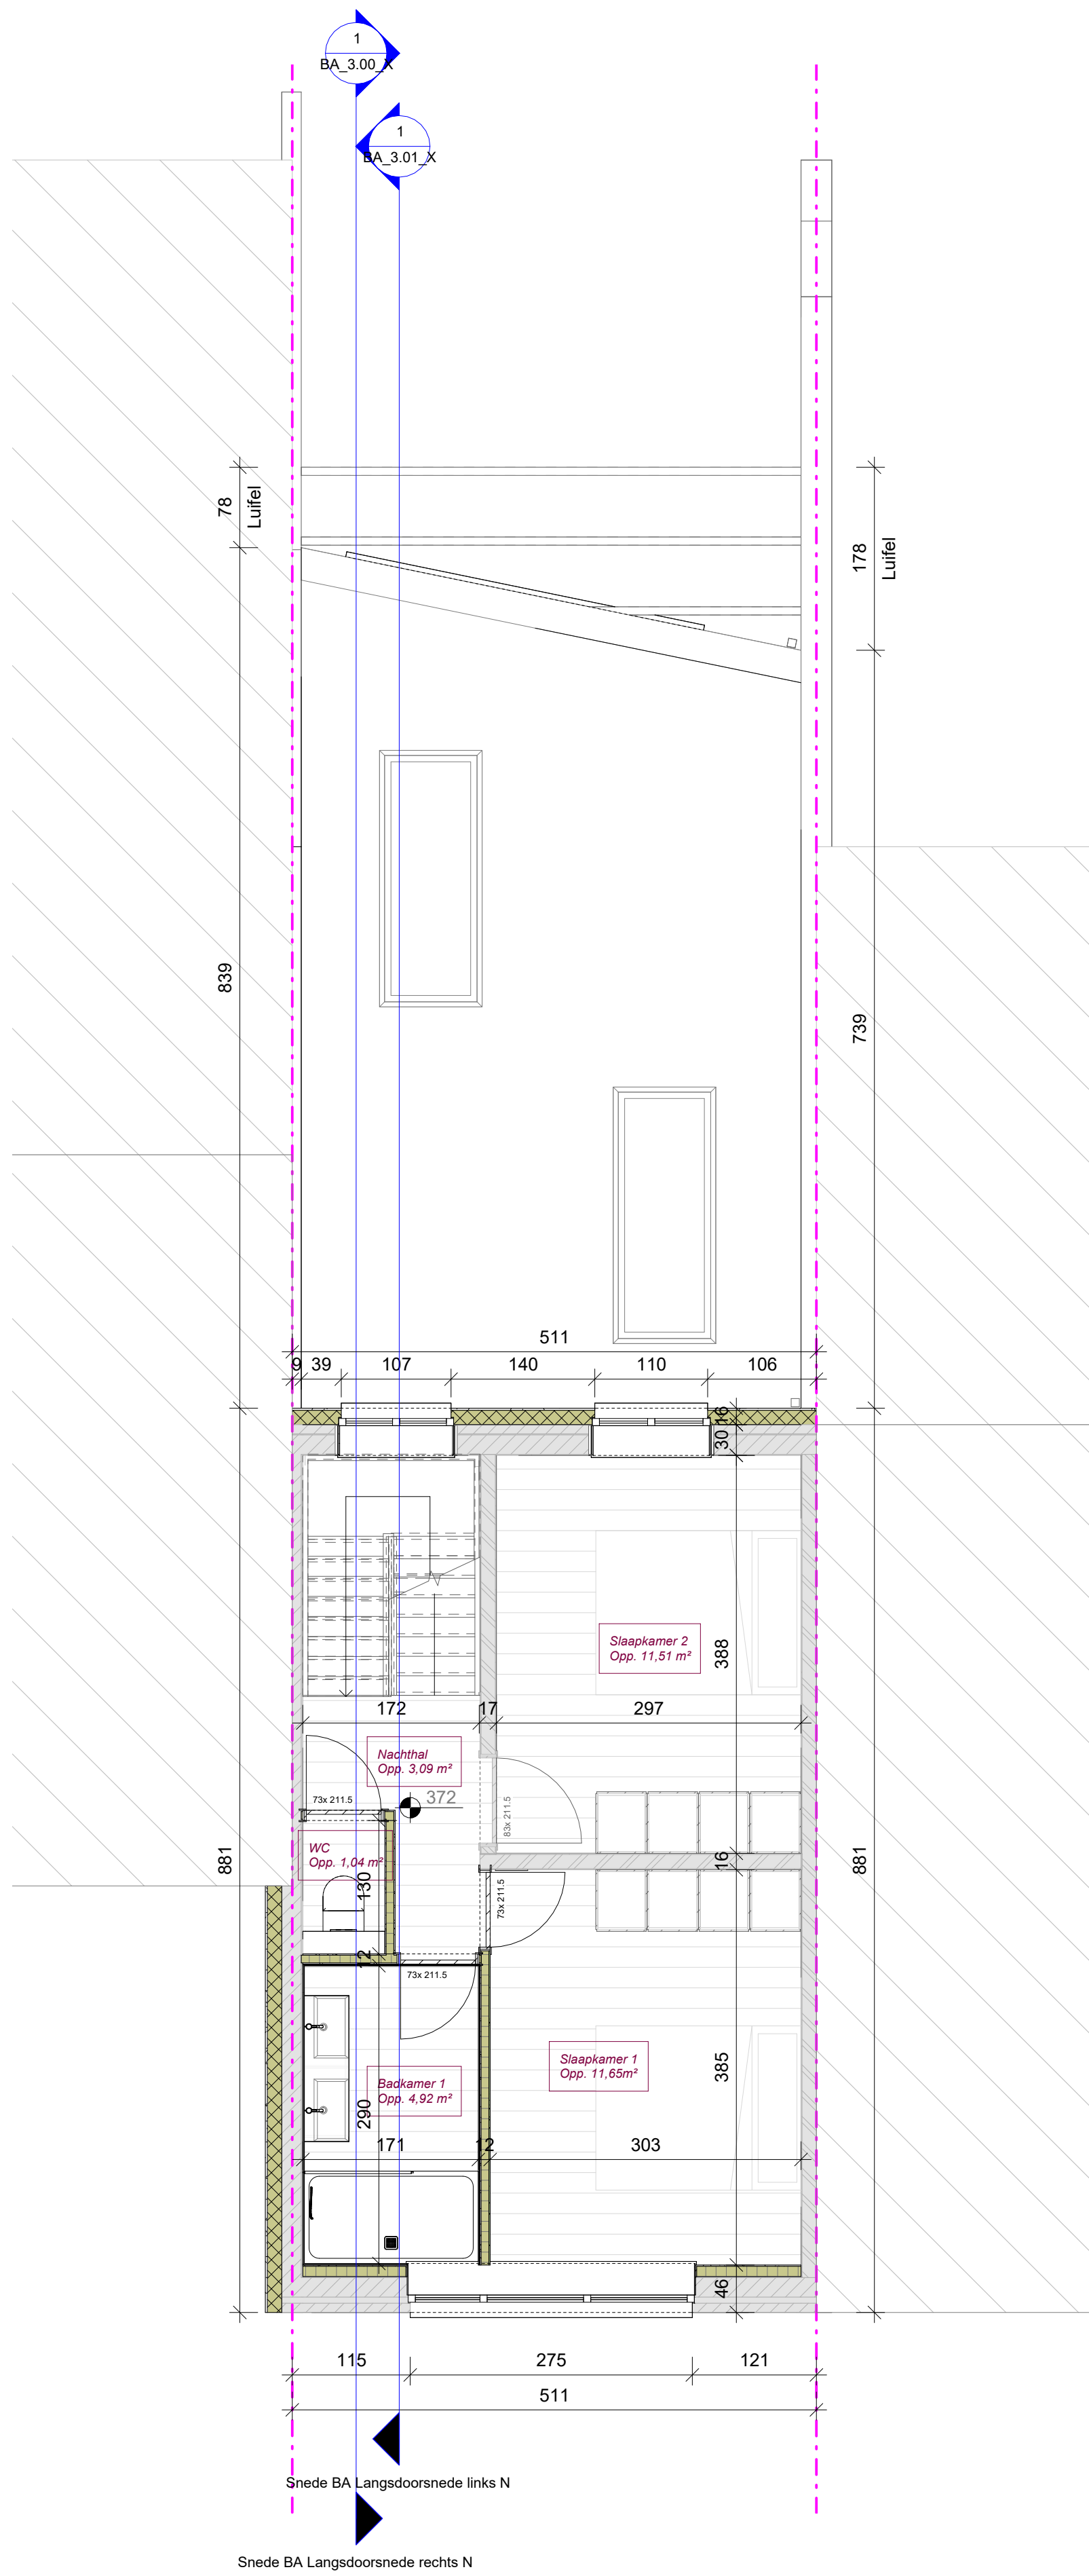 1
BA_3.00_X
1
BA_3.01_X
78
Luifel
178
Luifel
839
739
511
9 39 107 140 110 106
16
30
Slaapkamer 2
Opp. 11,51 m²
388
172 17 297
Nachthal
Opp. 3,09 m²
372
73x 211.5
83x 211.5
WC
Opp. 1,04 m²
881
130
16
881
73x 211.5
12
73x 211.5
Slaapkamer 1
Opp. 11,65m²
385
Badkamer 1
Opp. 4,92 m²
290
171 12 303
46
115 275 121
511
Snede BA Langsdoorsnede links N
Snede BA Langsdoorsnede rechts N